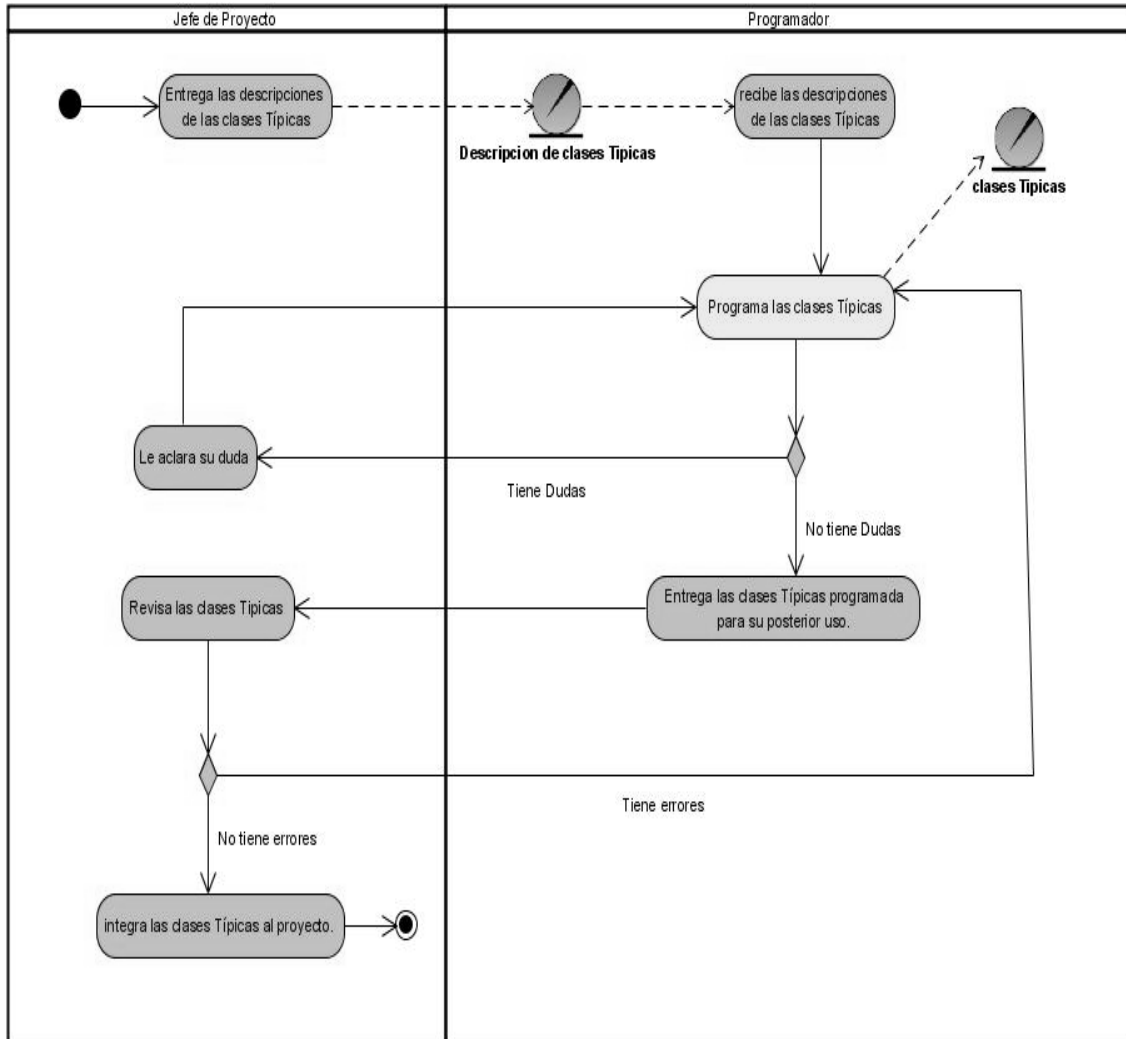 Jefe de Proyecto
Programador
Entrega las descripciones
de las clases Típicas
Descripcion de clases Tipicas
recibe las descripciones
de las clases Típicas
clases Tipicas
Programa las clases Típicas
Le aclara su duda
Tiene Dudas
No tiene Dudas
Revisa las clases Tipicas
Entrega las clases Típicas programada
para su posterior uso.
Tiene errores
No tiene errores
integra las clases Típicas al proyecto.